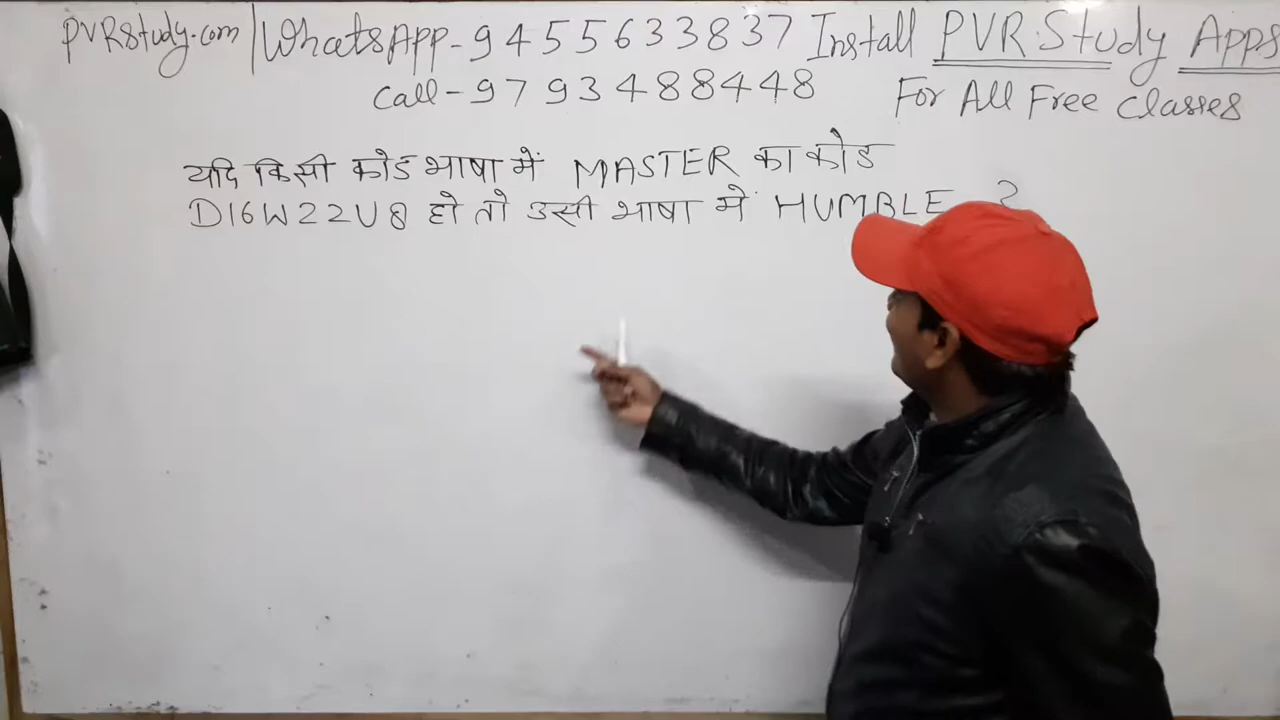 PVRStudy.com | WhatsApp - 9455633837 Install PVR Study Apps
Call - 9793488448 For All Free Classes
यदि किसी कोड भाषा में MASTER का कोड
D16W22U8 हो तो उसी भाषा में HUMBLE ?